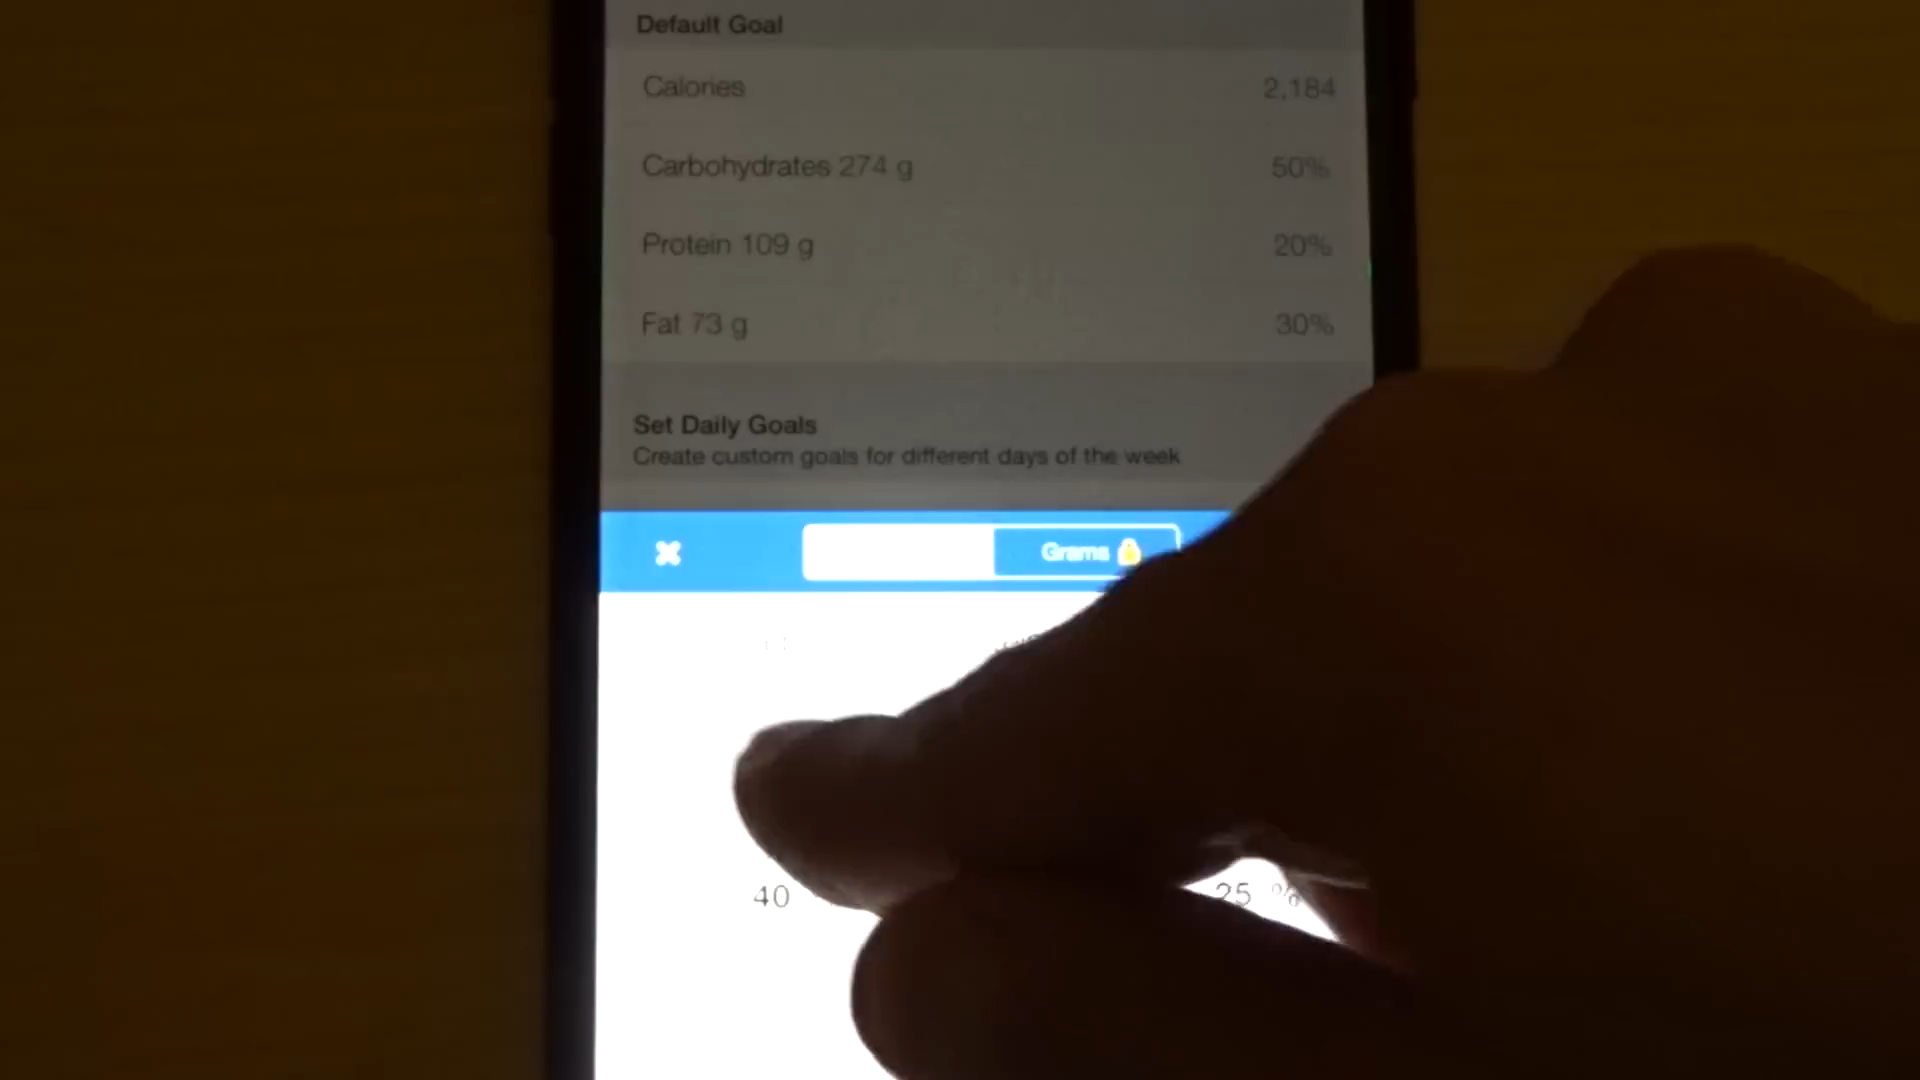 Default Goal
Calories 2,184
Carbohydrates 274 g 50%
Protein 109 g 20%
Fat 73 g 30%
Set Daily Goals
Create custom goals for different days of the week
Grams
40 25 %